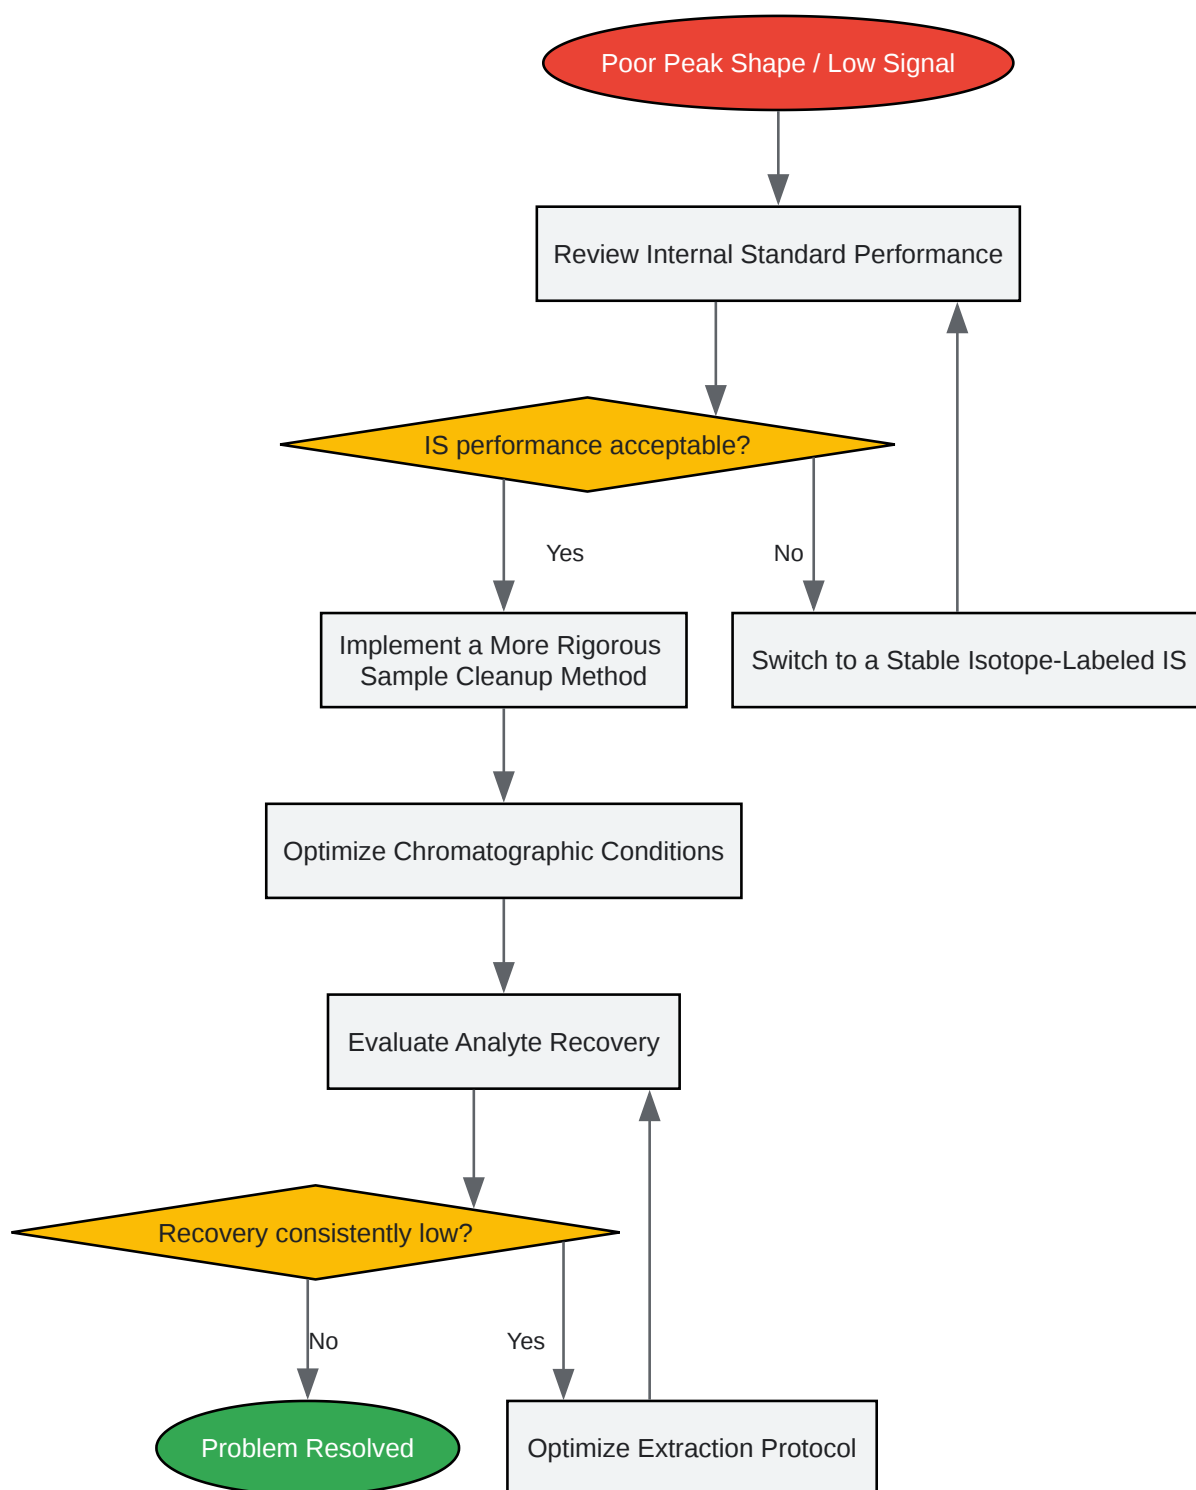 Poor Peak Shape / Low Signal
Review Internal Standard Performance
IS performance acceptable?
Yes
No
Implement a More Rigorous
Sample Cleanup Method
Switch to a Stable Isotope-Labeled IS
Optimize Chromatographic Conditions
Evaluate Analyte Recovery
Recovery consistently low?
No
Yes
Problem Resolved
Optimize Extraction Protocol